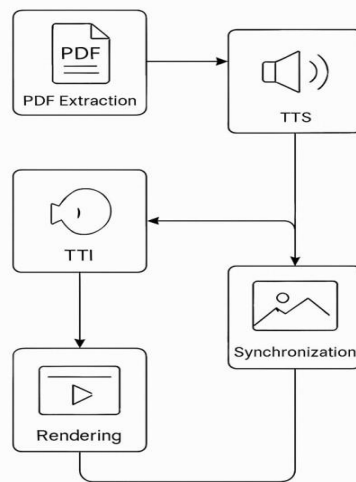 PDF
PDF Extraction
TTS
TTI
Synchronization
Rendering